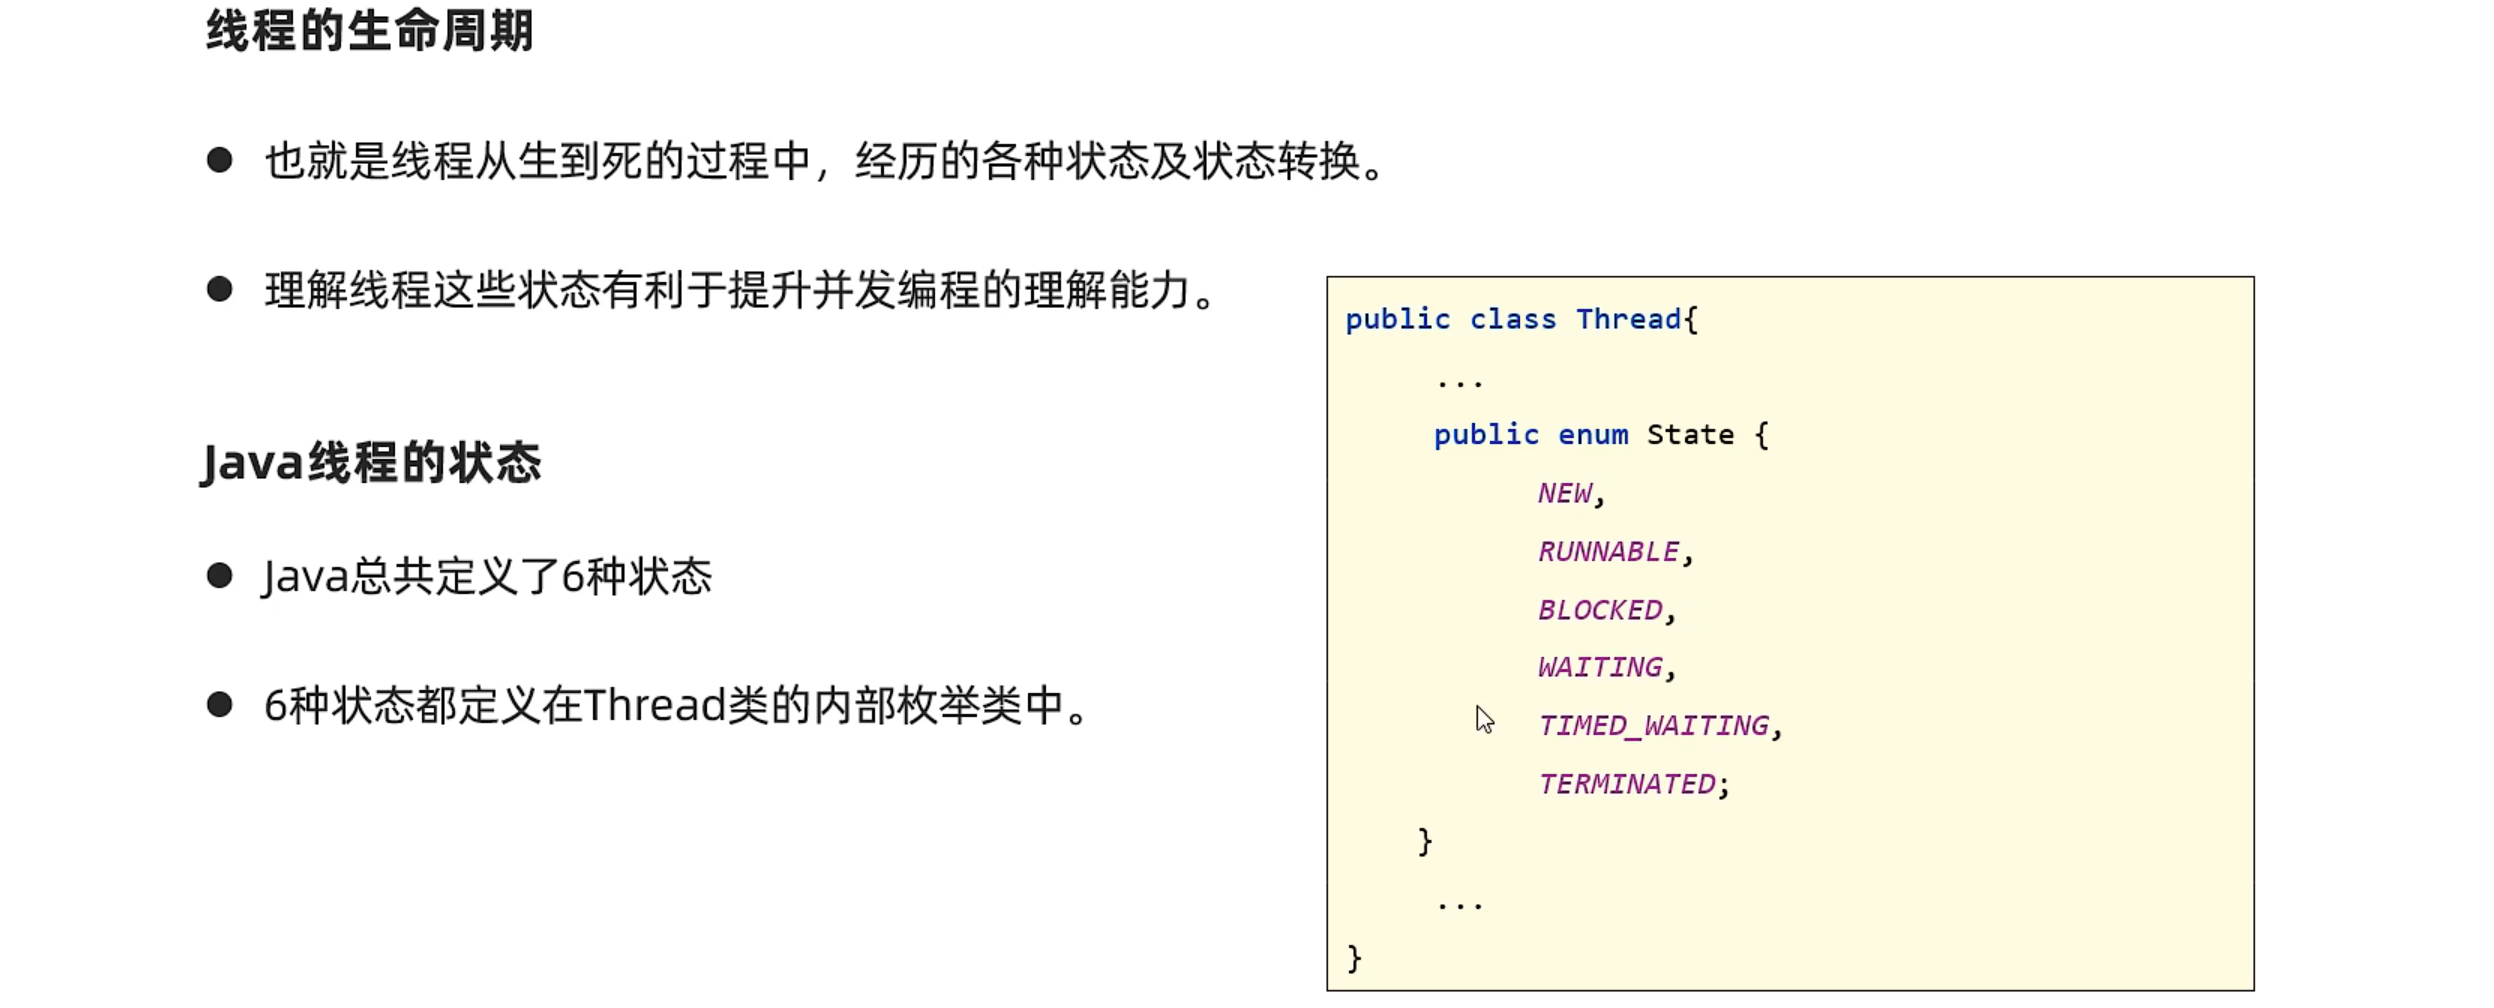 线程的生命周期
也就是线程从生到死的过程中，经历的各种状态及状态转换。
理解线程这些状态有利于提升并发编程的理解能力。
Java线程的状态
Java总共定义了6种状态
6种状态都定义在Thread类的内部枚举类中。
public class Thread{
...
public enum State {
NEW,
RUNNABLE,
BLOCKED,
WAITING,
TIMED_WAITING,
TERMINATED;
}
...
}